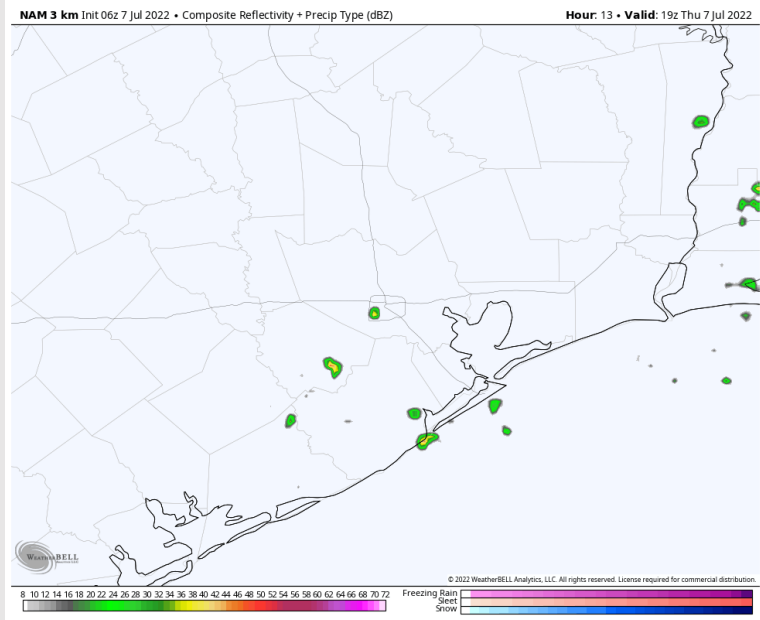 NAM 3 km Init 06z 7 Jul 2022 • Composite Reflectivity + Precip Type (dBZ) Hour: 13 • Valid: 19z Thu 7 Jul 2022
WEATHERBELL
© 2022 WeatherBELL Analytics, LLC. All rights reserved. License required for commercial distribution.
8 10 12 14 16 18 20 22 24 26 28 30 32 34 36 38 40 42 44 46 48 50 52 54 56 58 60 62 64 66 68 70 72
Freezing Rain
Sleet
Snow